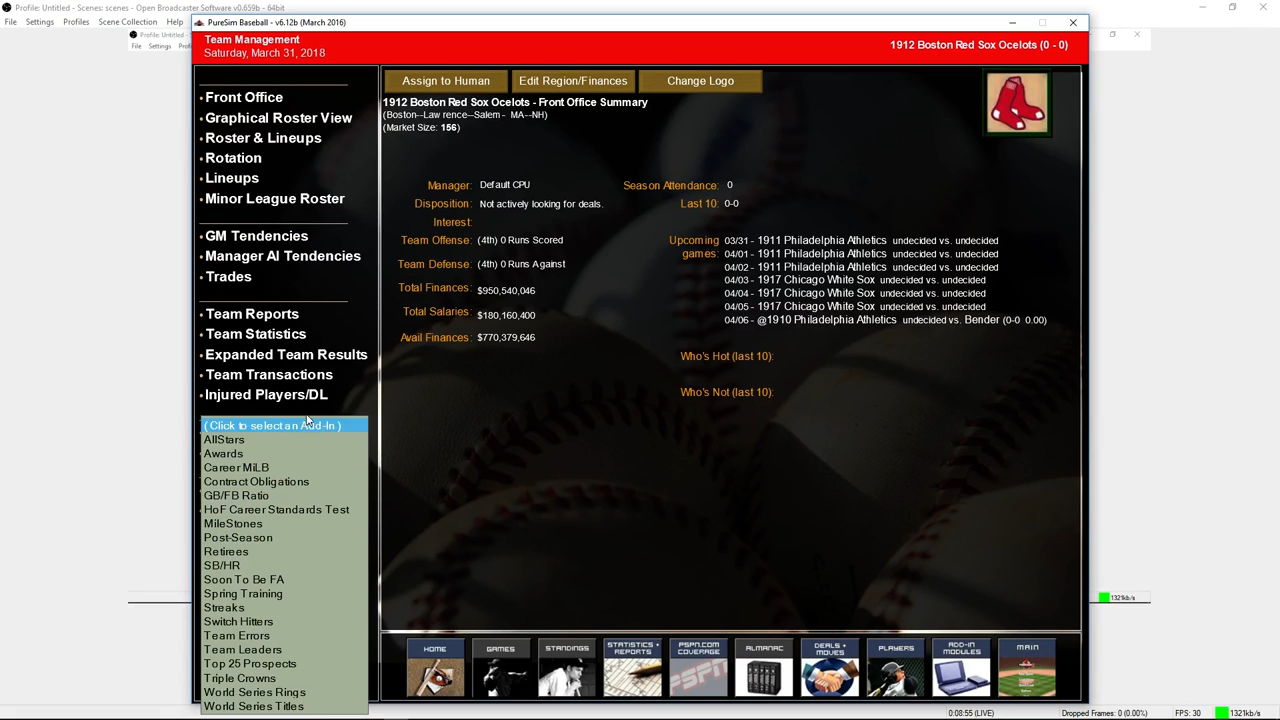 Profile: Untitled - Scenes: scenes - Open Broadcaster Software v0.659b - 64bit
File Settings Profiles Scene Collection Help
PureSim Baseball - v6.12b (March 2016)
Profile: Untitled -
File Settings
Team Management
Saturday, March 31, 2018
1912 Boston Red Sox Ocelots (0 - 0)
Front Office
Graphical Roster View
Roster & Lineups
Rotation
Lineups
Minor League Roster
GM Tendencies
Manager AI Tendencies
Trades
Team Reports
Team Statistics
Expanded Team Results
Team Transactions
Injured Players/DL
( Click to select an Add-In )
AllStars
Awards
Career MiLB
Contract Obligations
GB/FB Ratio
HoF Career Standards Test
MileStones
Post-Season
Retirees
SB/HR
Soon To Be FA
Spring Training
Streaks
Switch Hitters
Team Errors
Team Leaders
Top 25 Prospects
Triple Crowns
World Series Rings
World Series Titles
Assign to Human Edit Region/Finances Change Logo
1912 Boston Red Sox Ocelots - Front Office Summary
(Boston--Lawrence--Salem - MA--NH)
(Market Size: 156)
Manager: Default CPU
Disposition: Not actively looking for deals.
Interest:
Team Offense: (4th) 0 Runs Scored
Team Defense: (4th) 0 Runs Against
Total Finances: $950,540,046
Total Salaries: $180,160,400
Avail Finances: $770,379,646
Season Attendance: 0
Last 10: 0-0
Upcoming games:
03/31 - 1911 Philadelphia Athletics undecided vs. undecided
04/01 - 1911 Philadelphia Athletics undecided vs. undecided
04/02 - 1911 Philadelphia Athletics undecided vs. undecided
04/03 - 1917 Chicago White Sox undecided vs. undecided
04/04 - 1917 Chicago White Sox undecided vs. undecided
04/05 - 1917 Chicago White Sox undecided vs. undecided
04/06 - @1910 Philadelphia Athletics undecided vs. Bender (0-0 0.00)
Who's Hot (last 10):
Who's Not (last 10):
HOME GAMES STANDINGS STATISTICS + REPORTS PSPN.COM COVERAGE ALMANAC DEALS + MOVES PLAYERS ADD-IN MODULES MAIN
PSPN
1321kb/s
0:08:55 (LIVE) Dropped Frames: 0 (0.00%) FPS: 30 1321kb/s